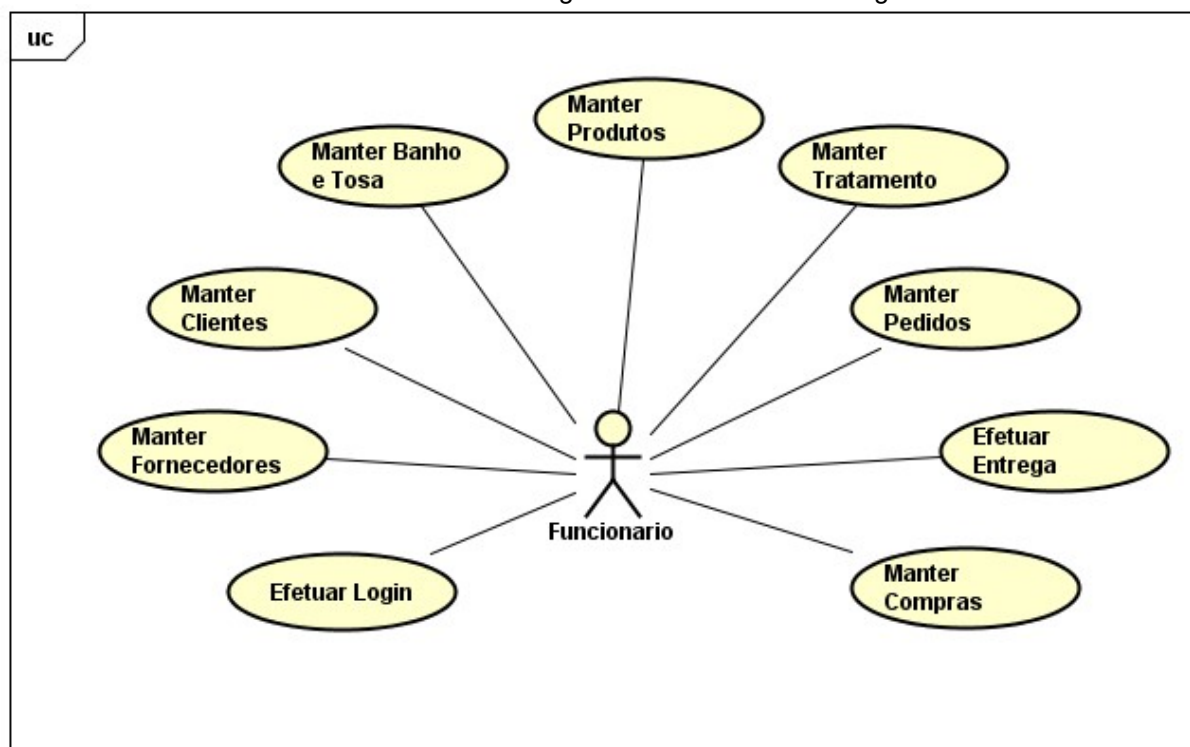 uc
Manter
Produtos
Manter Banho
e Tosa
Manter
Tratamento
Manter
Clientes
Manter
Pedidos
Manter
Fornecedores
Efetuar
Entrega
Funcionario
Efetuar Login
Manter
Compras